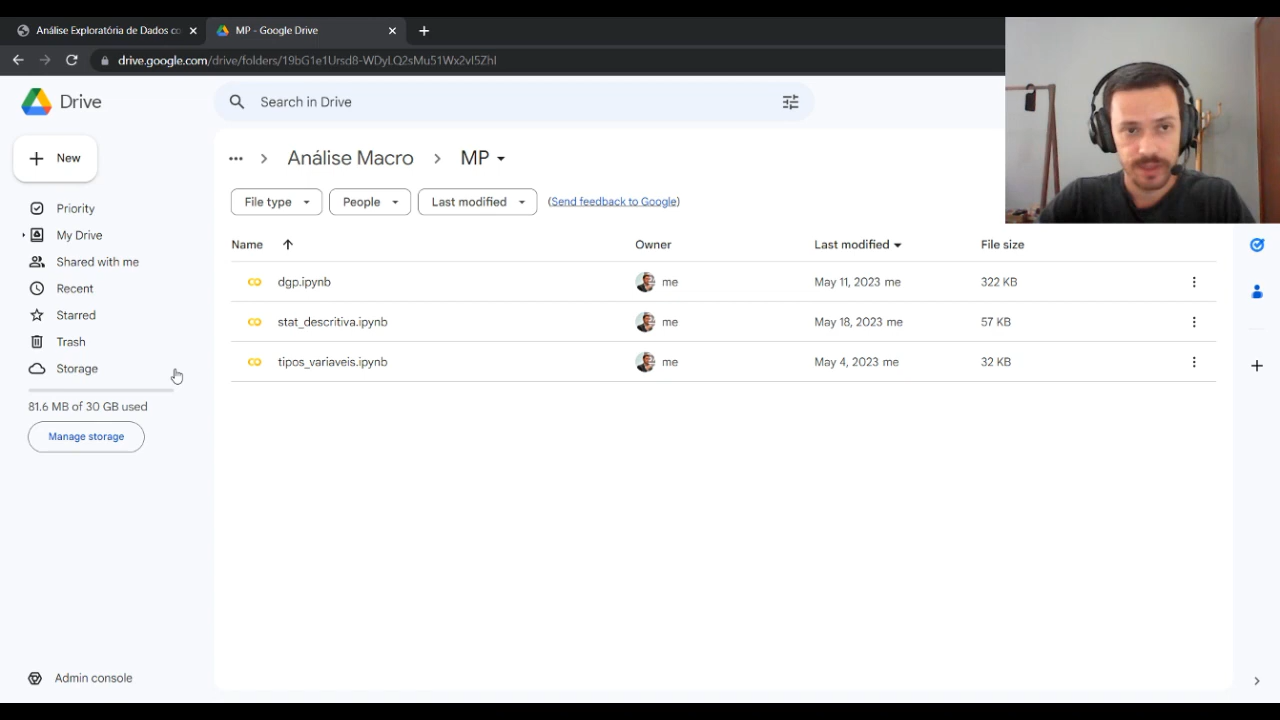 Análise Exploratória de Dados co
MP - Google Drive
drive.google.com/drive/folders/19bG1e1Ursd8-WDyLQ2sMu51Wx2vI5ZhI
Drive
Search in Drive
New
Análise Macro
MP
File type
People
Last modified
(Send feedback to Google)
Priority
My Drive
Shared with me
Recent
Starred
Trash
Storage
81.6 MB of 30 GB used
Manage storage
Name
Owner
Last modified
File size
dgp.ipynb
me
May 11, 2023 me
322 KB
stat_descritiva.ipynb
me
May 18, 2023 me
57 KB
tipos_variaveis.ipynb
me
May 4, 2023 me
32 KB
Admin console